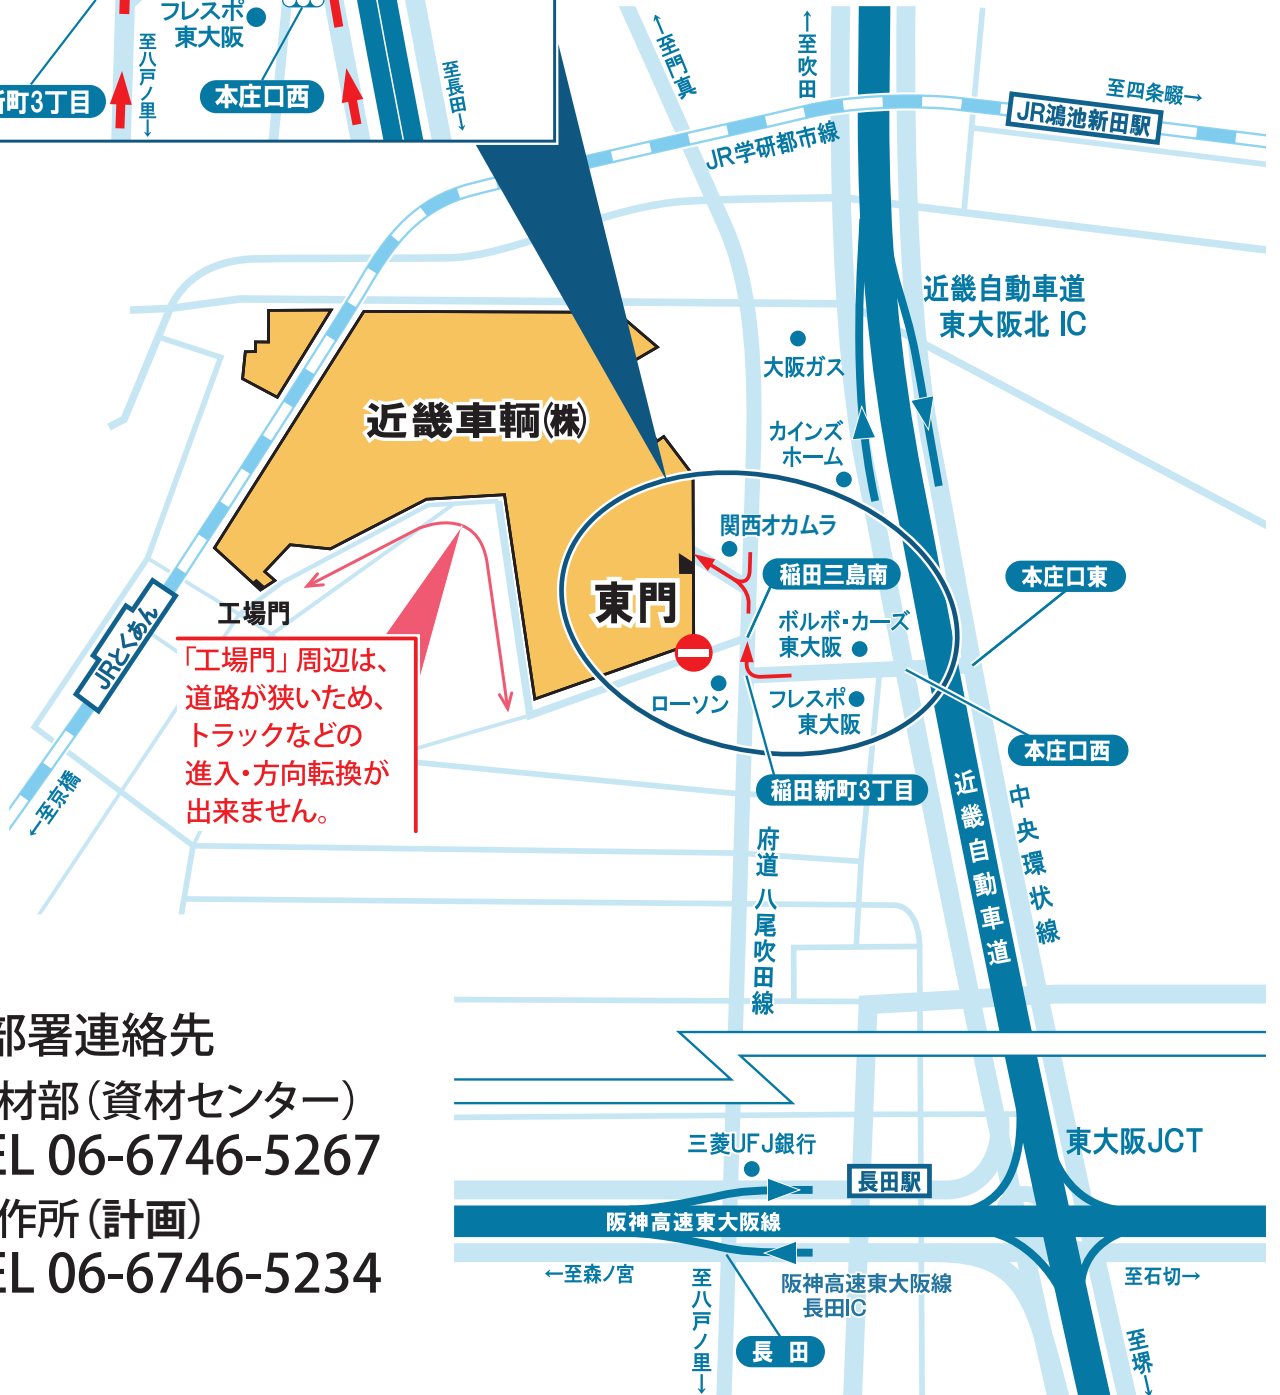 フレスポ
東大阪
至八戸ノ里→
町3丁目
本庄口西
至長田→
←至門真
←至吹田
至四条畷→
JR鴻池新田駅
JR学研都市線
近畿自動車道
東大阪北 IC
大阪ガス
カインズ
ホーム
近畿車輌㈱
関西オカムラ
稲田三島南
本庄口東
東門
ボルボ・カーズ
東大阪
工場門
JRとくあん
「工場門」周辺は、
道路が狭いため、
トラックなどの
進入・方向転換が
出来ません。
ローソン
フレスポ
東大阪
本庄口西
稲田新町3丁目
←至京橋
近畿自動車道
中央環状線
府道 八尾吹田線
部署連絡先
材部(資材センター)
EL 06-6746-5267
作所(計画)
EL 06-6746-5234
三菱UFJ銀行
長田駅
東大阪JCT
阪神高速東大阪線
←至森ノ宮
至八戸ノ里→
阪神高速東大阪線
長田IC
至石切→
長 田
至堺→